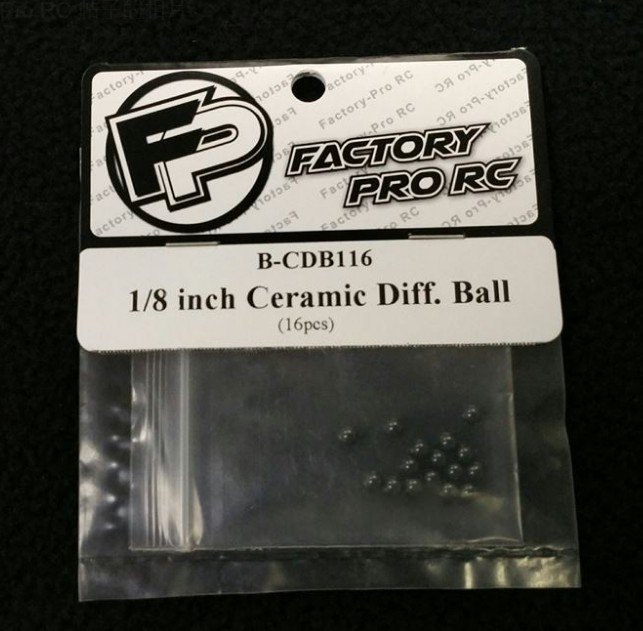 Factory-Pro RC
FP
FACTORY
PRO RC
B-CDB116
1/8 inch Ceramic Diff. Ball
(16pcs)